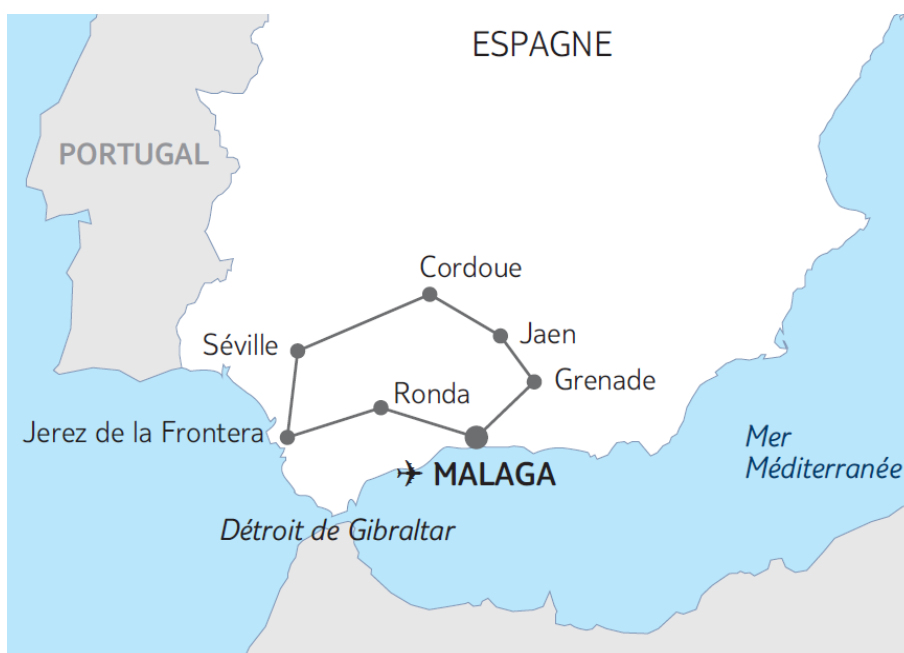 ESPAGNE
PORTUGAL
Cordoue
Séville
Jaen
Grenade
Ronda
Jerez de la Frontera
MALAGA
Mer
Méditerranée
Détroit de Gibraltar